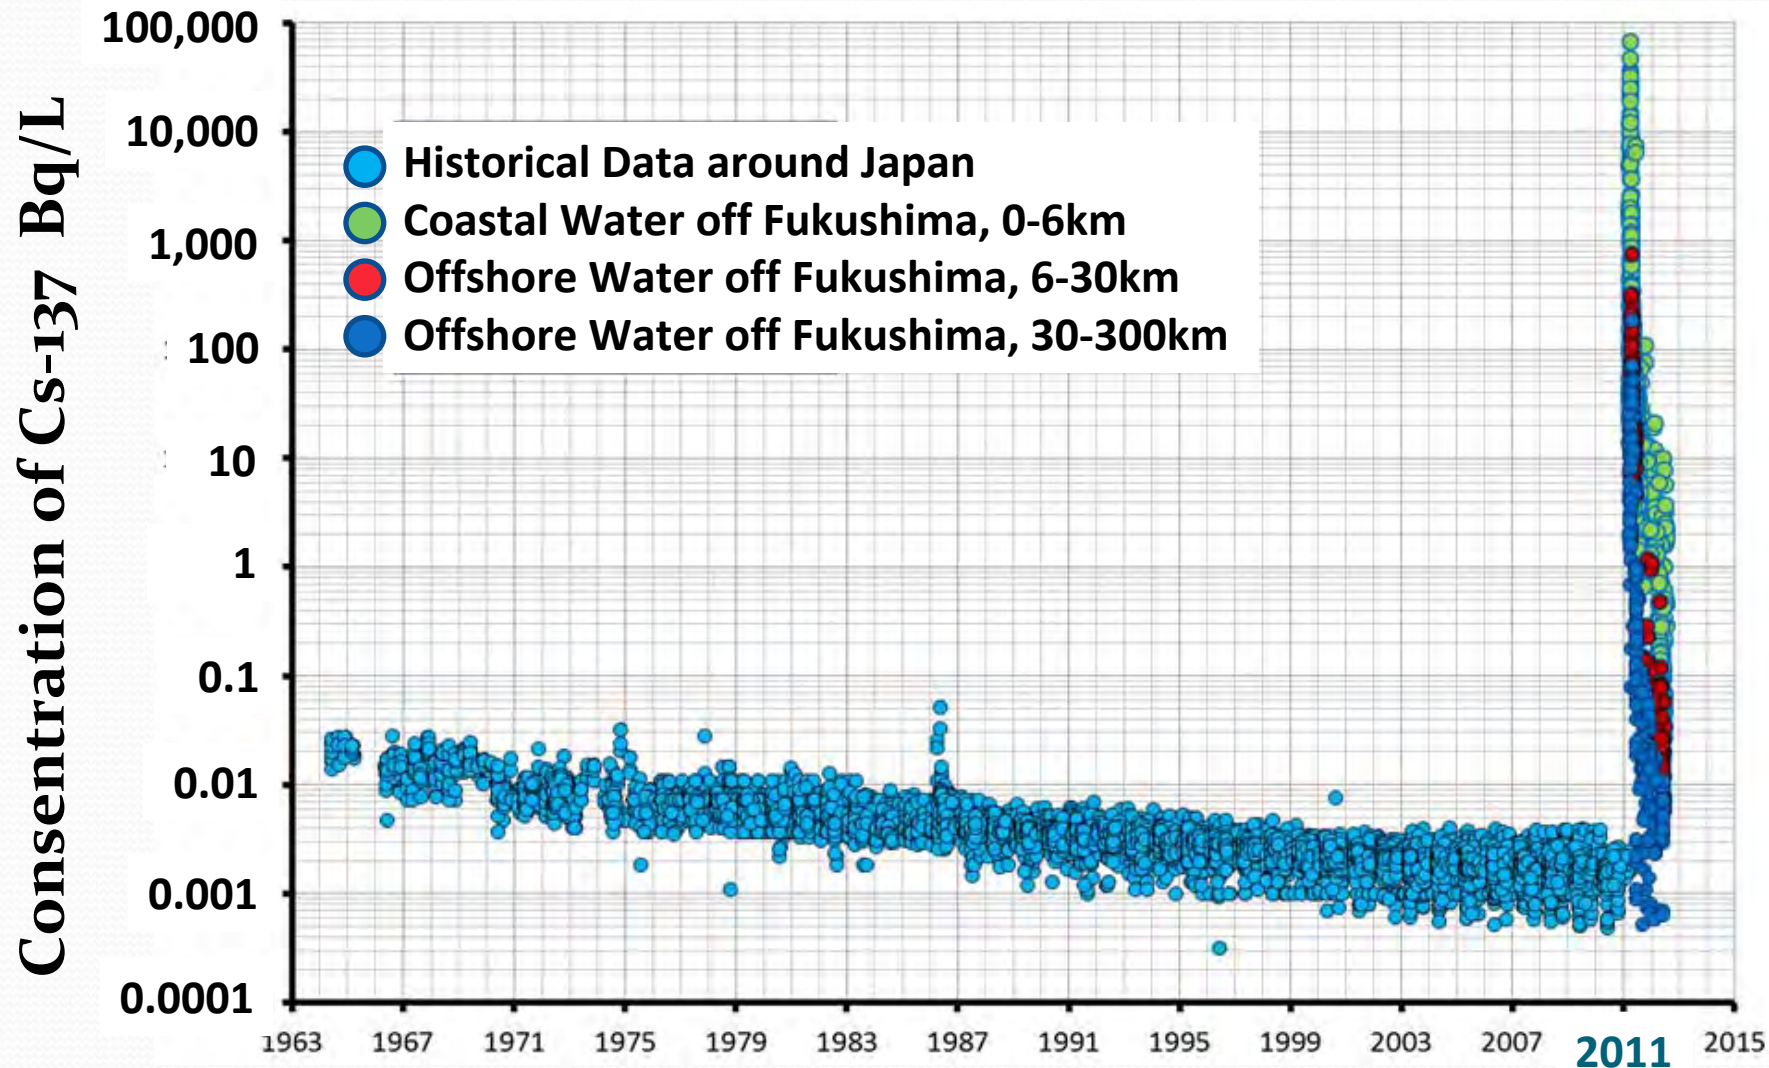 Consentration of Cs-137 Bq/L
100,000
10,000
1,000
100
10
1
0.1
0.01
0.001
0.0001
Historical Data around Japan
Coastal Water off Fukushima, 0-6km
Offshore Water off Fukushima, 6-30km
Offshore Water off Fukushima, 30-300km
1963 1967 1971 1975 1979 1983 1987 1991 1995 1999 2003 2007 2011 2015